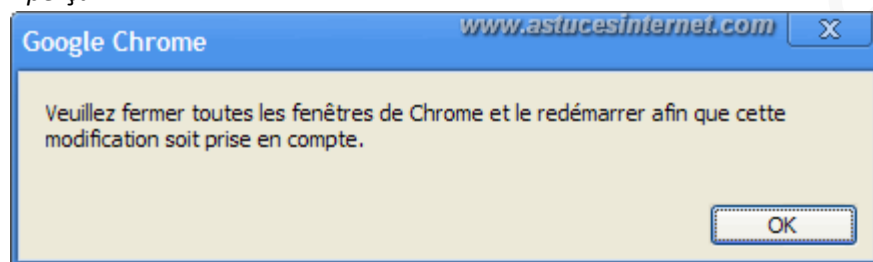 www.astucesinternet.com
Google Chrome
Veuillez fermer toutes les fenêtres de Chrome et le redémarrer afin que cette
modification soit prise en compte.
OK